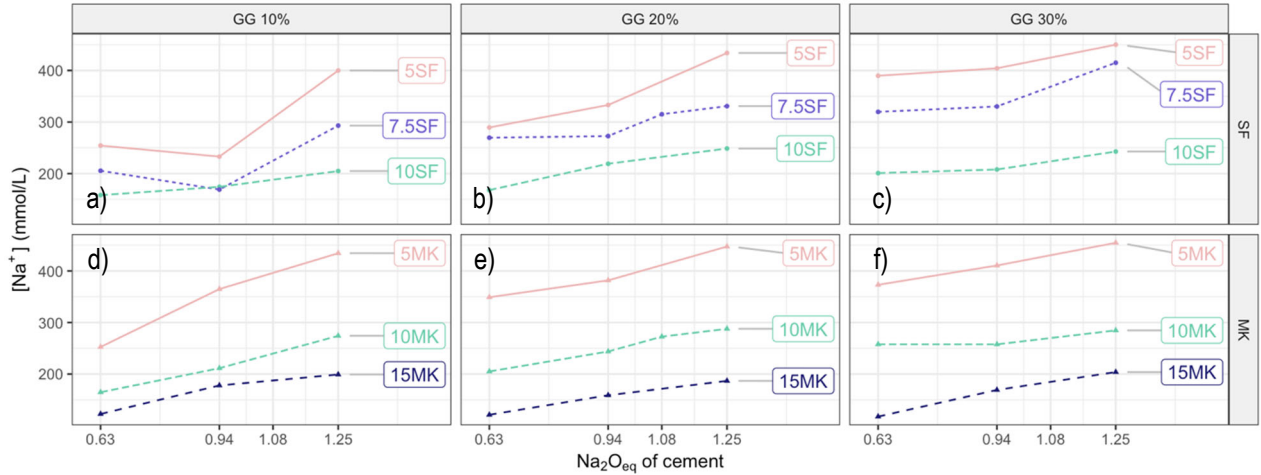 GG 10%
GG 20%
GG 30%
400
300
200
5SF
7.5SF
10SF
a)
5SF
7.5SF
10SF
b)
5SF
7.5SF
10SF
c)
SF
[Na⁺] (mmol/L)
400
300
200
d)
5MK
10MK
15MK
e)
5MK
10MK
15MK
f)
5MK
10MK
15MK
MK
0.63 0.94 1.08 1.25
0.63 0.94 1.08 1.25
0.63 0.94 1.08 1.25
Na₂Oeq of cement